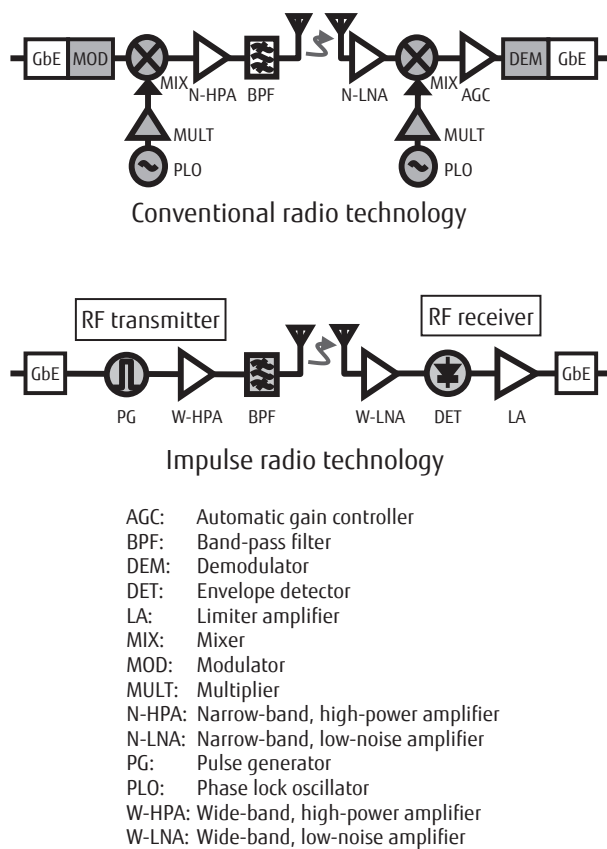 GbE MOD MIX N-HPA BPF N-LNA MIX AGC DEM GbE
MULT MULT
PLO PLO
Conventional radio technology
RF transmitter RF receiver
GbE GbE
PG W-HPA BPF W-LNA DET LA
Impulse radio technology
AGC: Automatic gain controller
BPF: Band-pass filter
DEM: Demodulator
DET: Envelope detector
LA: Limiter amplifier
MIX: Mixer
MOD: Modulator
MULT: Multiplier
N-HPA: Narrow-band, high-power amplifier
N-LNA: Narrow-band, low-noise amplifier
PG: Pulse generator
PLO: Phase lock oscillator
W-HPA: Wide-band, high-power amplifier
W-LNA: Wide-band, low-noise amplifier